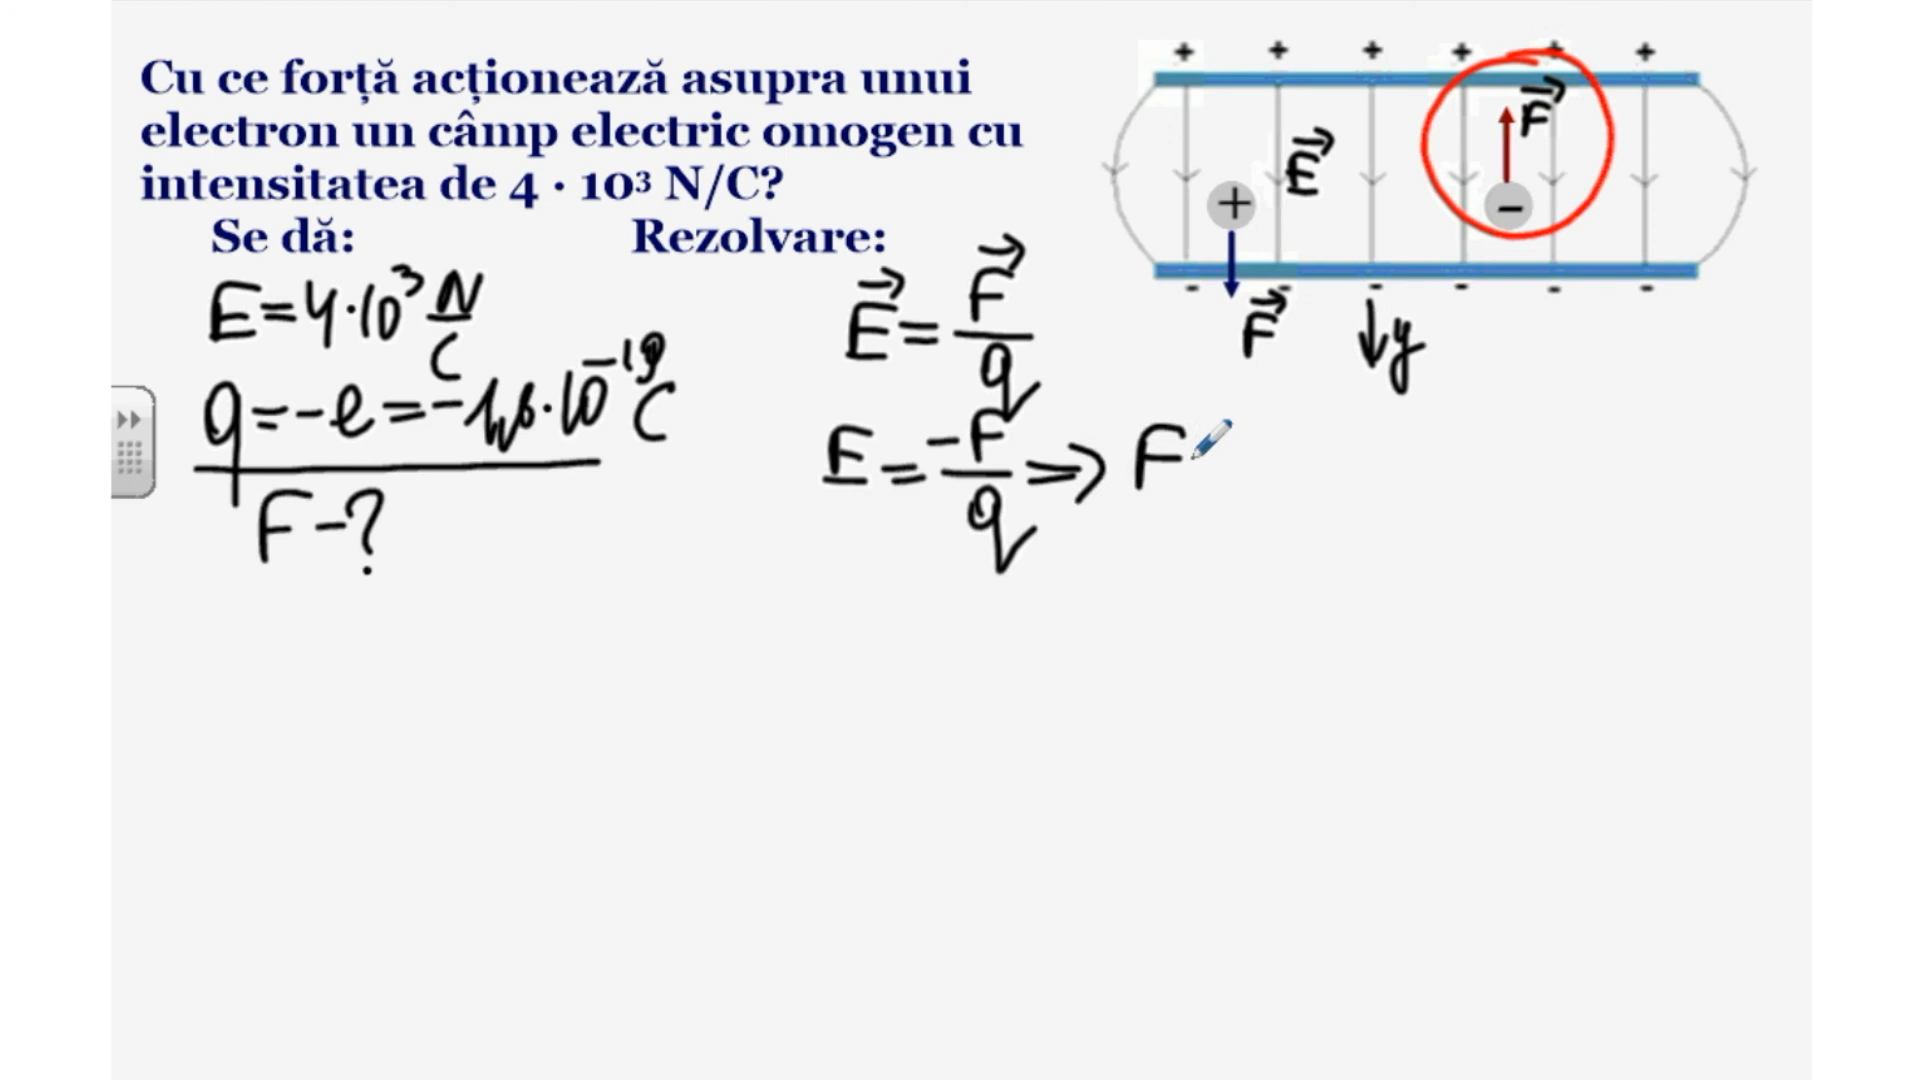 Cu ce forță acționează asupra unui
electron un câmp electric omogen cu
intensitatea de 4 · 10³ N/C?
Se dă:
Rezolvare:
E=4·10³ N/C
q=-e=-1,6·10⁻¹⁹C
F-?
E⃗=F⃗/q
E=-F/q⇒F
+ + + + + +
E⃗
F⃗
+
-
- - - - - -
F⃗
↓y